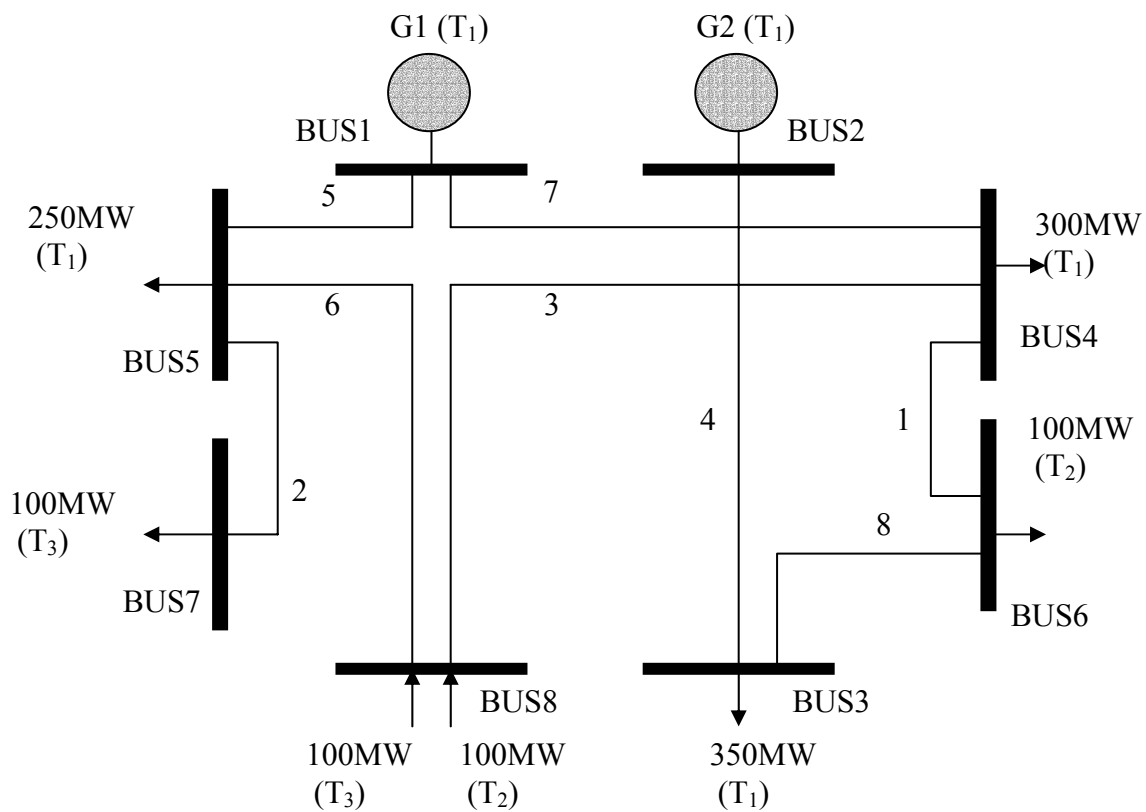 G1 (T₁)
G2 (T₁)
BUS1
BUS2
5
7
250MW
(T₁)
300MW
(T₁)
6
3
BUS5
BUS4
4
1
100MW
(T₂)
2
100MW
(T₃)
8
BUS7
BUS6
BUS8
BUS3
100MW
(T₃)
100MW
(T₂)
350MW
(T₁)